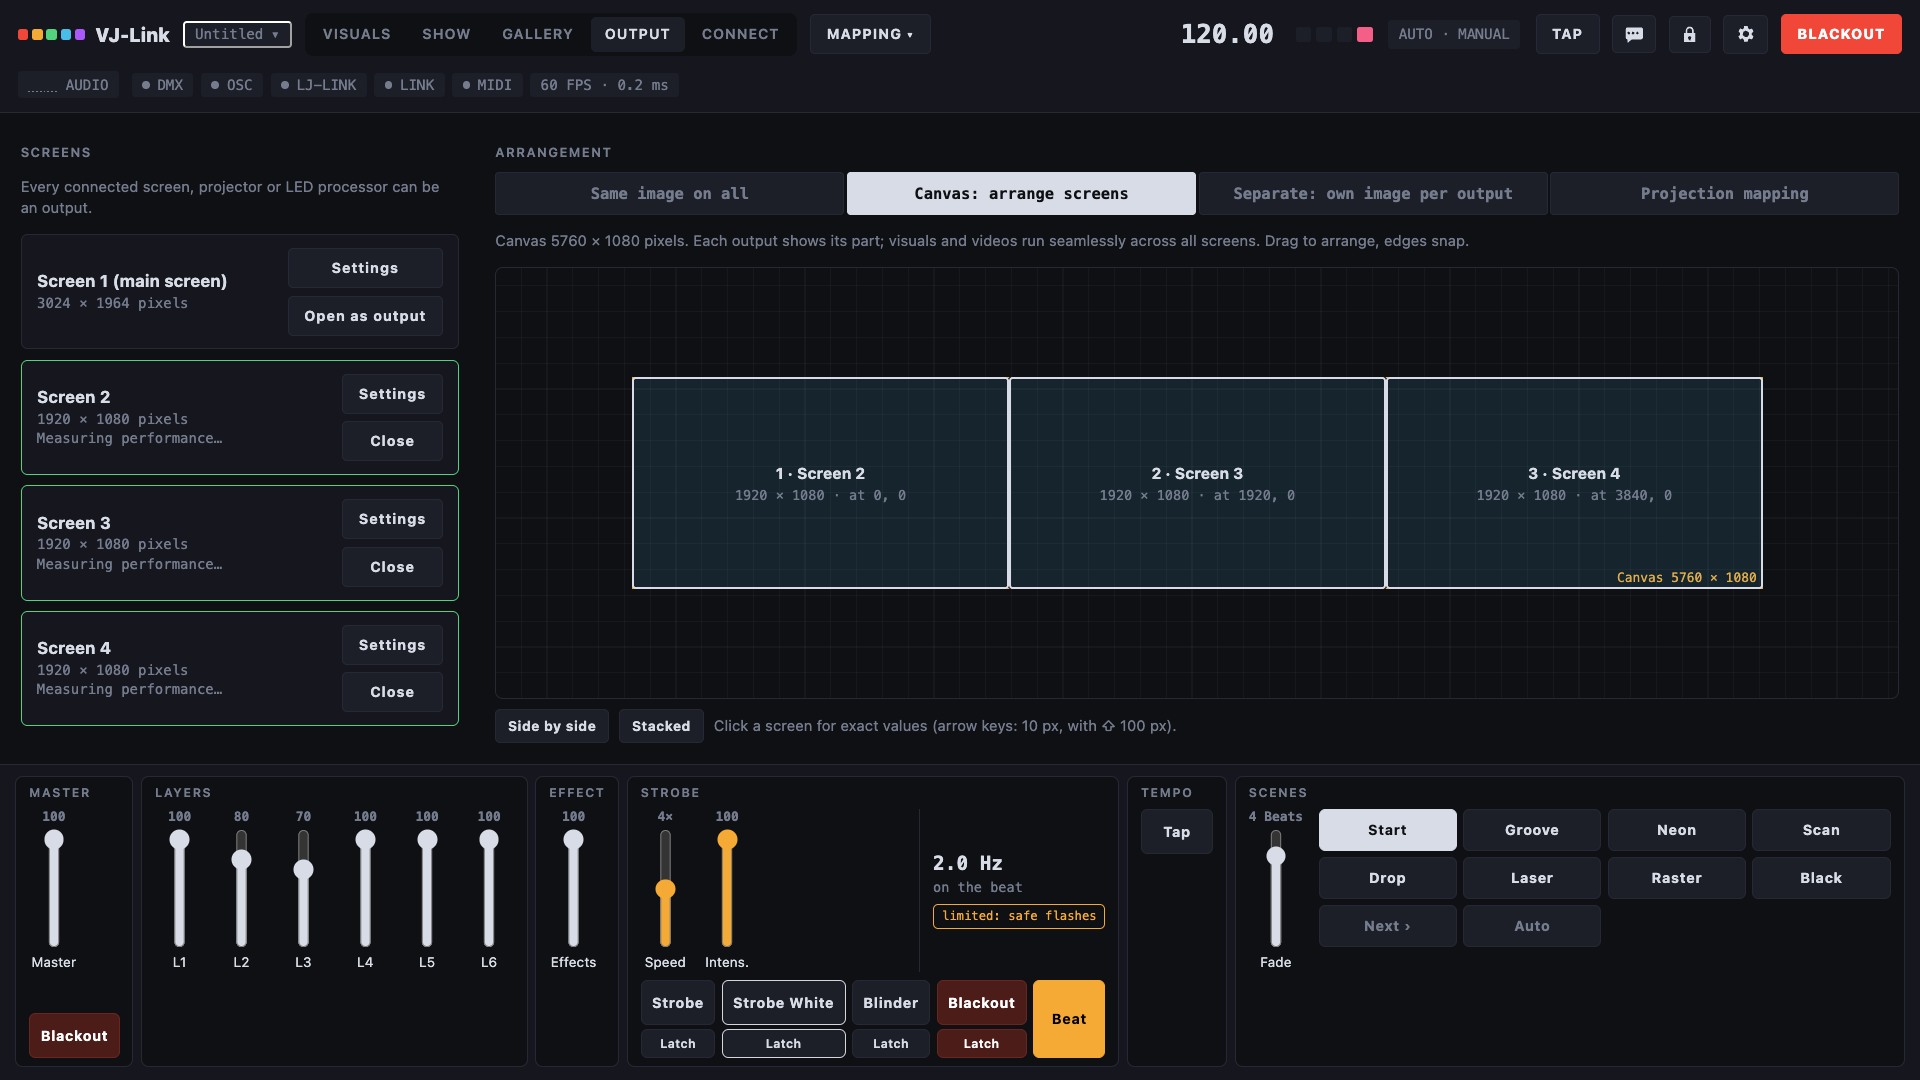 VJ-Link
Untitled ▾
VISUALS
SHOW
GALLERY
OUTPUT
CONNECT
MAPPING ▾
120.00
AUTO · MANUAL
TAP
BLACKOUT
AUDIO
DMX
OSC
LJ-LINK
LINK
MIDI
60 FPS · 0.2 ms
SCREENS
Every connected screen, projector or LED processor can be
an output.
Screen 1 (main screen)
3024 × 1964 pixels
Settings
Open as output
Screen 2
1920 × 1080 pixels
Measuring performance…
Settings
Close
Screen 3
1920 × 1080 pixels
Measuring performance…
Settings
Close
Screen 4
1920 × 1080 pixels
Measuring performance…
Settings
Close
ARRANGEMENT
Same image on all
Canvas: arrange screens
Separate: own image per output
Projection mapping
Canvas 5760 × 1080 pixels. Each output shows its part; visuals and videos run seamlessly across all screens. Drag to arrange, edges snap.
1 · Screen 2
1920 × 1080 · at 0, 0
2 · Screen 3
1920 × 1080 · at 1920, 0
3 · Screen 4
1920 × 1080 · at 3840, 0
Canvas 5760 × 1080
Side by side
Stacked
Click a screen for exact values (arrow keys: 10 px, with ⇧ 100 px).
MASTER
100
Master
Blackout
LAYERS
100 80 70 100 100 100
L1 L2 L3 L4 L5 L6
EFFECT
100
Effects
STROBE
4× 100
Speed Intens.
2.0 Hz
on the beat
limited: safe flashes
Strobe
Strobe White
Blinder
Blackout
Beat
Latch
Latch
Latch
Latch
TEMPO
Tap
SCENES
4 Beats
Fade
Start
Groove
Neon
Scan
Drop
Laser
Raster
Black
Next ›
Auto